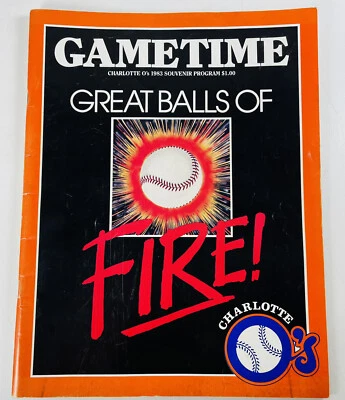 GAMETIME
CHARLOTTE O's 1983 SOUVENIR PROGRAM $1.00
GREAT BALLS OF
FIRE!
CHARLOTTE
O's